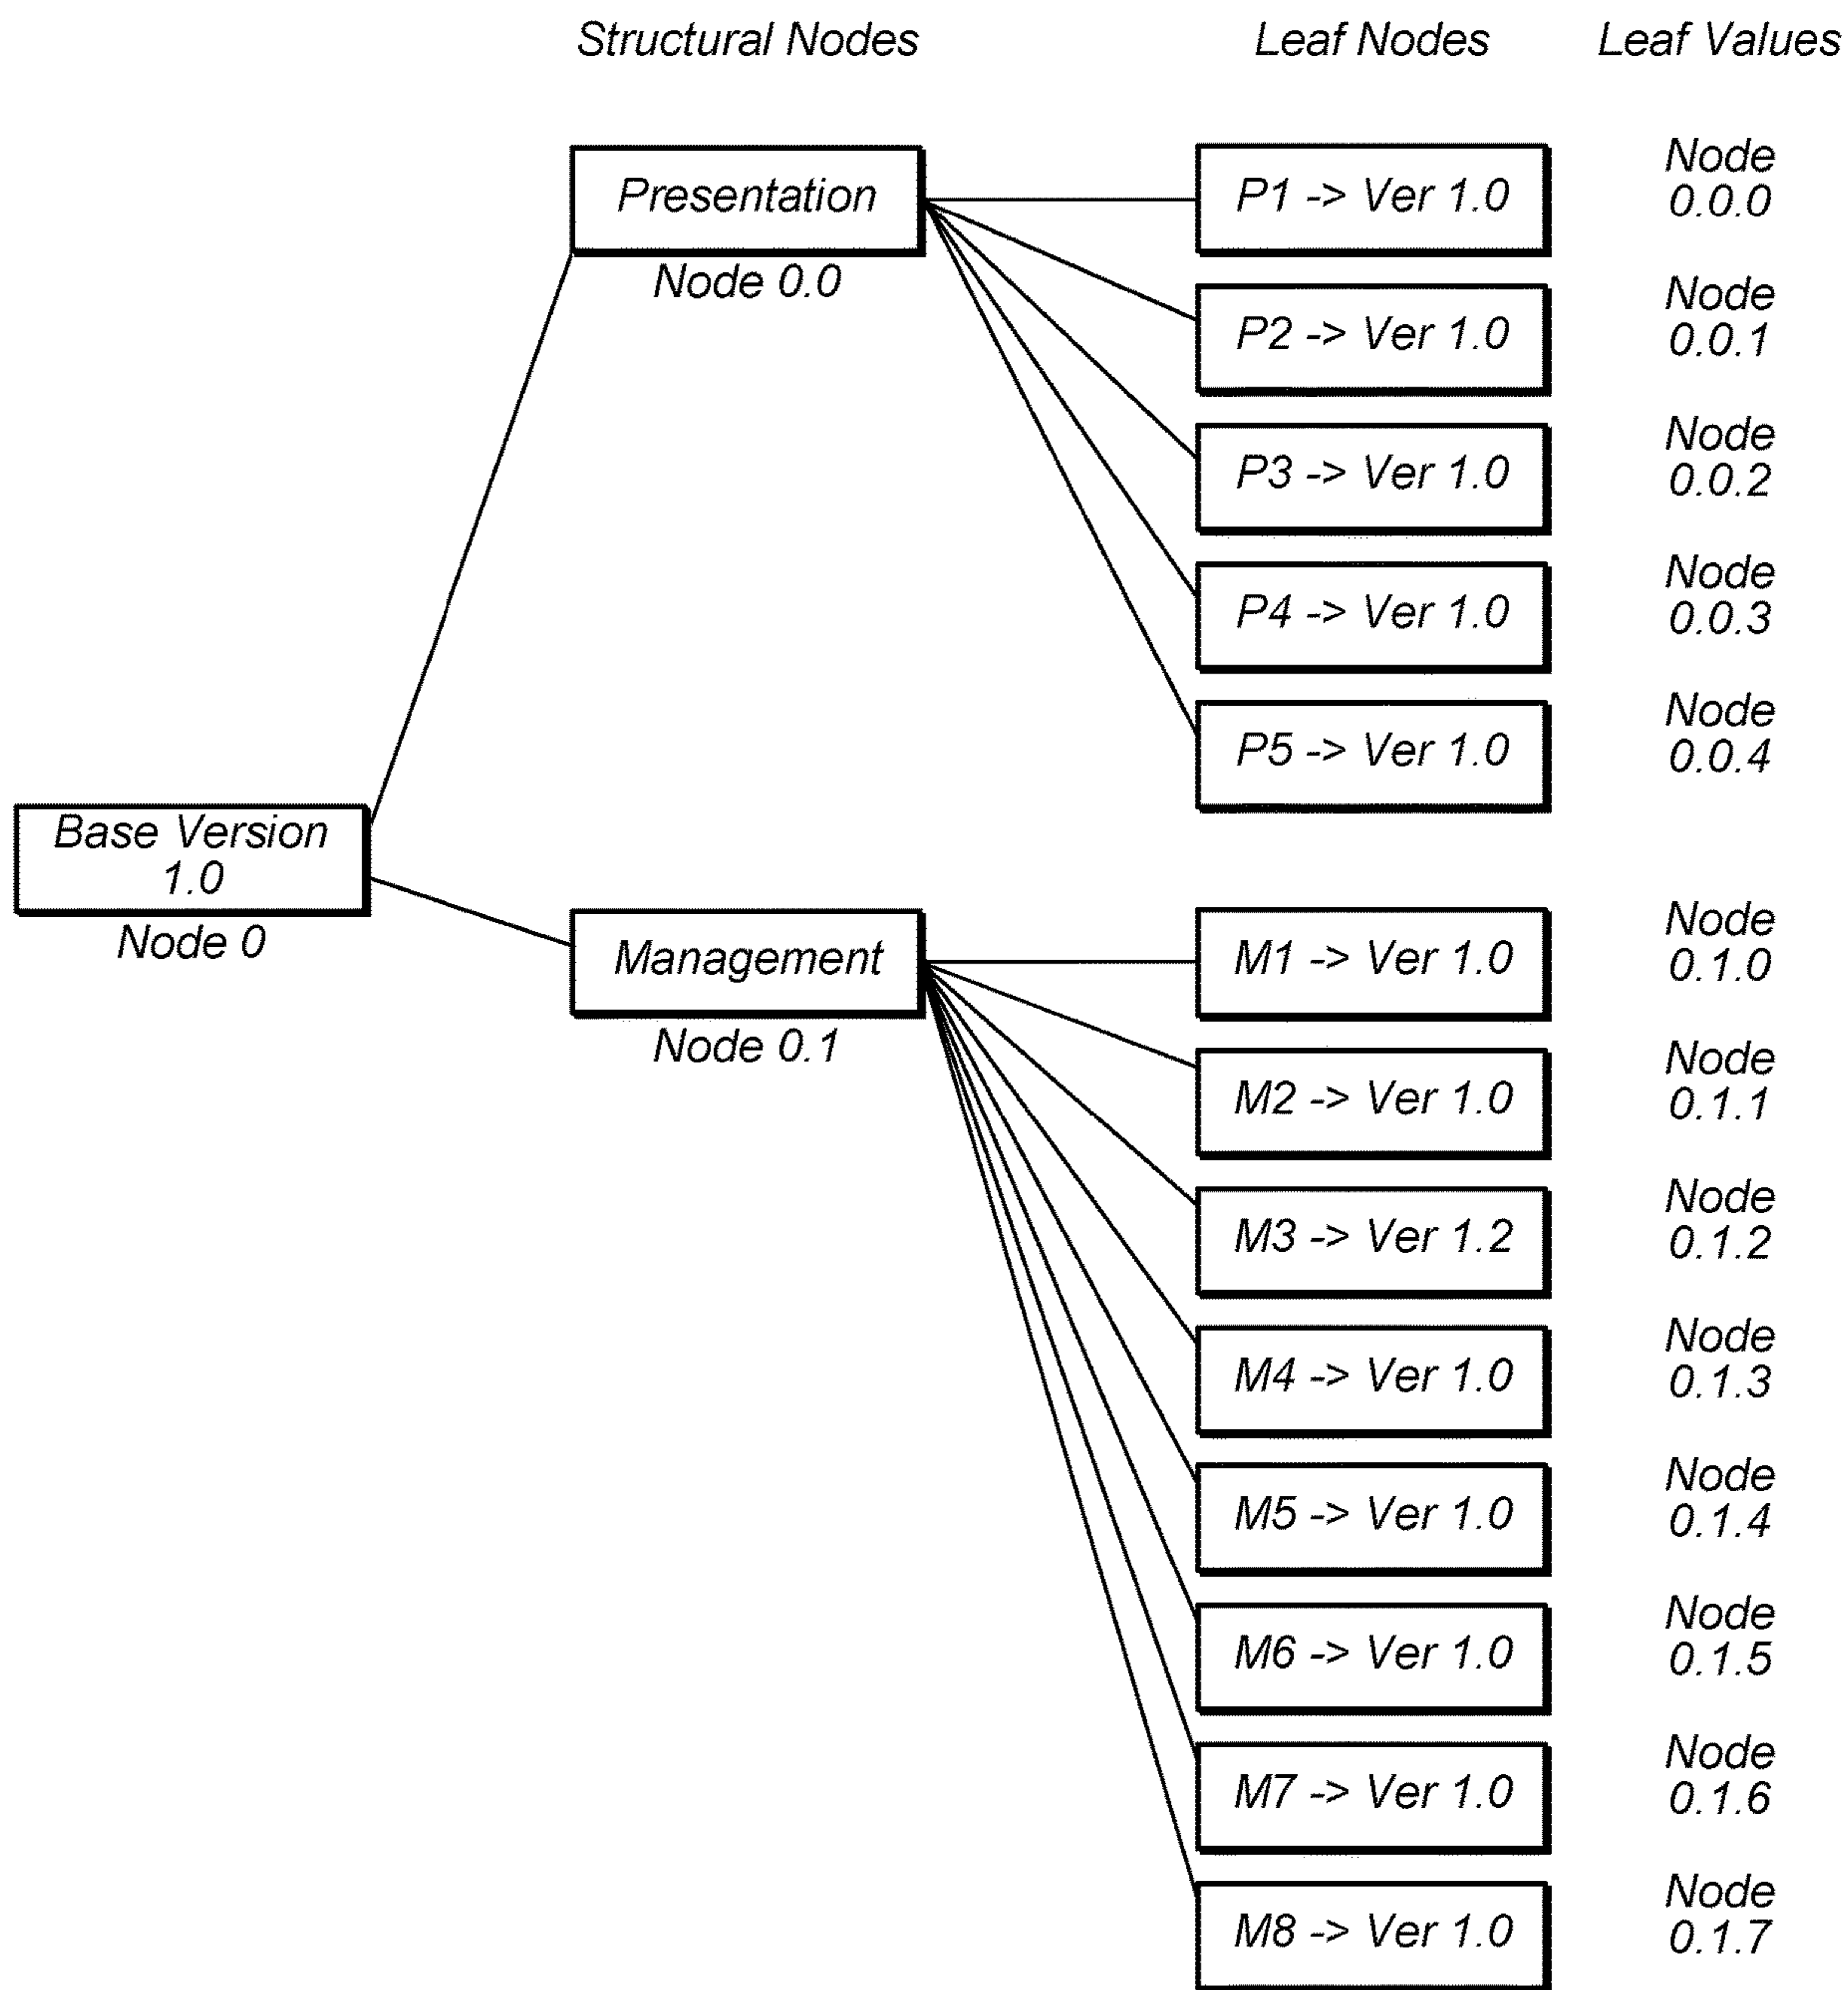 Structural Nodes
Leaf Nodes
Leaf Values
Presentation
Node 0.0
P1 -> Ver 1.0
Node
0.0.0
P2 -> Ver 1.0
Node
0.0.1
P3 -> Ver 1.0
Node
0.0.2
P4 -> Ver 1.0
Node
0.0.3
P5 -> Ver 1.0
Node
0.0.4
Base Version
1.0
Node 0
Management
Node 0.1
M1 -> Ver 1.0
Node
0.1.0
M2 -> Ver 1.0
Node
0.1.1
M3 -> Ver 1.2
Node
0.1.2
M4 -> Ver 1.0
Node
0.1.3
M5 -> Ver 1.0
Node
0.1.4
M6 -> Ver 1.0
Node
0.1.5
M7 -> Ver 1.0
Node
0.1.6
M8 -> Ver 1.0
Node
0.1.7